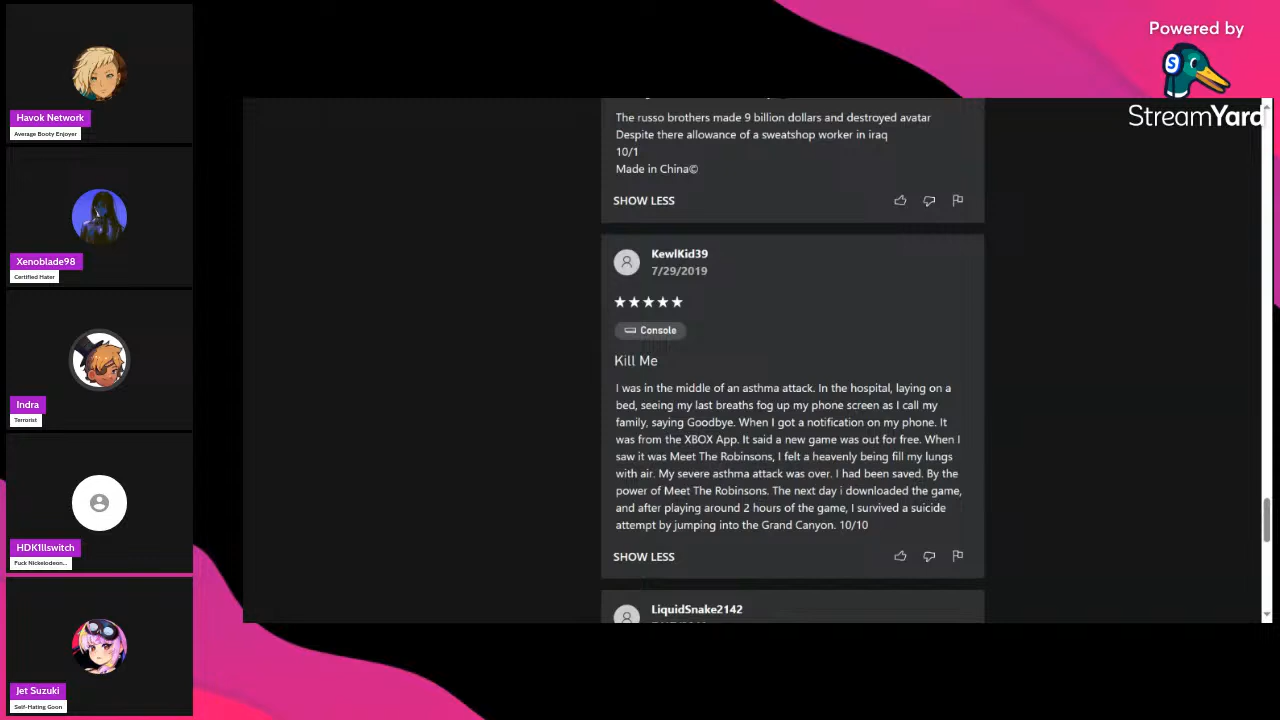 Powered by
StreamYard
Havok Network
Average Booty Enjoyer
Xenoblade98
Certified Hater
Indra
Terrorist
HDK1llswitch
Fuck Nickelodeon...
Jet Suzuki
Self-Hating Goon
The russo brothers made 9 billion dollars and destroyed avatar
Despite there allowance of a sweatshop worker in iraq
10/1
Made in China©
SHOW LESS
KewlKid39
7/29/2019
Console
Kill Me
I was in the middle of an asthma attack. In the hospital, laying on a
bed, seeing my last breaths fog up my phone screen as I call my
family, saying Goodbye. When I got a notification on my phone. It
was from the XBOX App. It said a new game was out for free. When I
saw it was Meet The Robinsons, I felt a heavenly being fill my lungs
with air. My severe asthma attack was over. I had been saved. By the
power of Meet The Robinsons. The next day i downloaded the game,
and after playing around 2 hours of the game, I survived a suicide
attempt by jumping into the Grand Canyon. 10/10
SHOW LESS
LiquidSnake2142